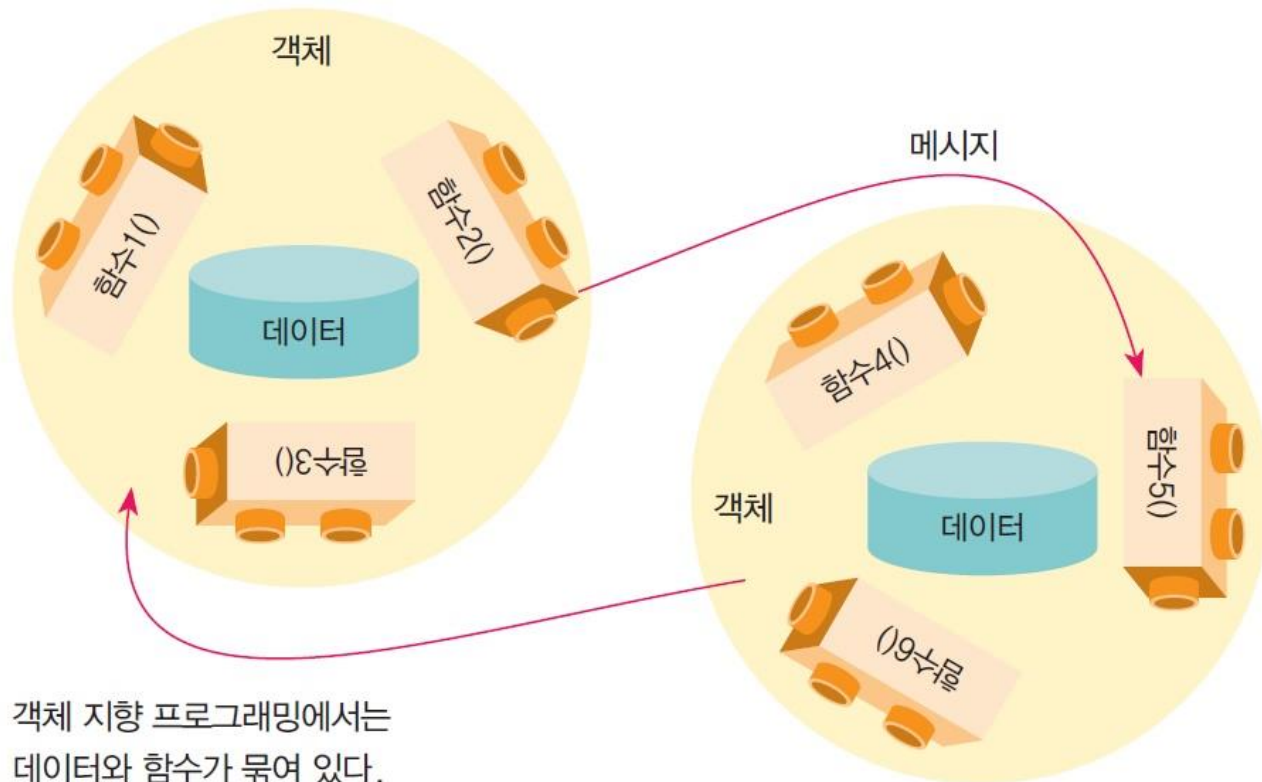 객체
메시지
함수1()
함수2()
데이터
함수3()
함수4()
함수5()
객체
데이터
함수6()
객체 지향 프로그래밍에서는
데이터와 함수가 묶여 있다.